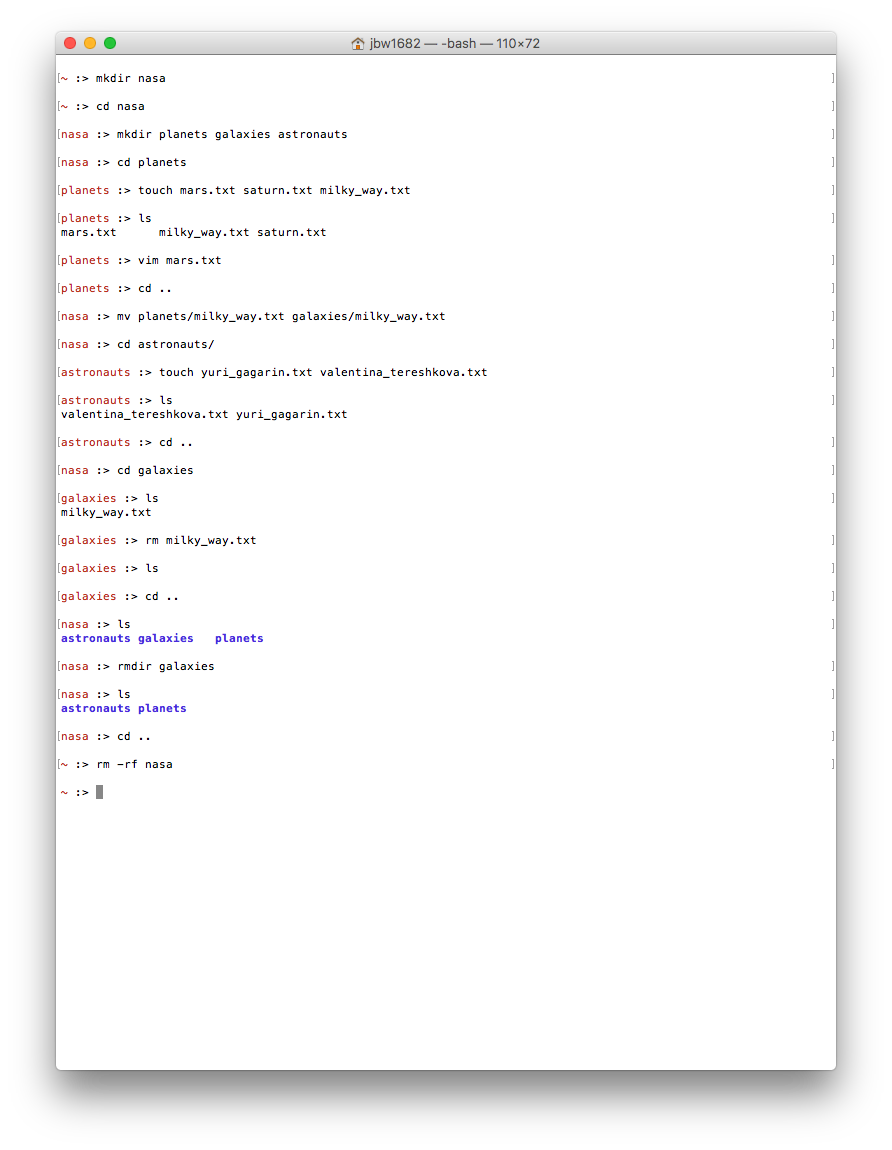 jbw1682 — -bash — 110×72
[~ :> mkdir nasa ]
[~ :> cd nasa ]
[nasa :> mkdir planets galaxies astronauts ]
[nasa :> cd planets ]
[planets :> touch mars.txt saturn.txt milky_way.txt ]
[planets :> ls ]
mars.txt milky_way.txt saturn.txt
[planets :> vim mars.txt ]
[planets :> cd .. ]
[nasa :> mv planets/milky_way.txt galaxies/milky_way.txt ]
[nasa :> cd astronauts/ ]
[astronauts :> touch yuri_gagarin.txt valentina_tereshkova.txt ]
[astronauts :> ls ]
valentina_tereshkova.txt yuri_gagarin.txt
[astronauts :> cd .. ]
[nasa :> cd galaxies ]
[galaxies :> ls ]
milky_way.txt
[galaxies :> rm milky_way.txt ]
[galaxies :> ls ]
[galaxies :> cd .. ]
[nasa :> ls ]
astronauts galaxies planets
[nasa :> rmdir galaxies ]
[nasa :> ls ]
astronauts planets
[nasa :> cd .. ]
[~ :> rm -rf nasa ]
~ :>